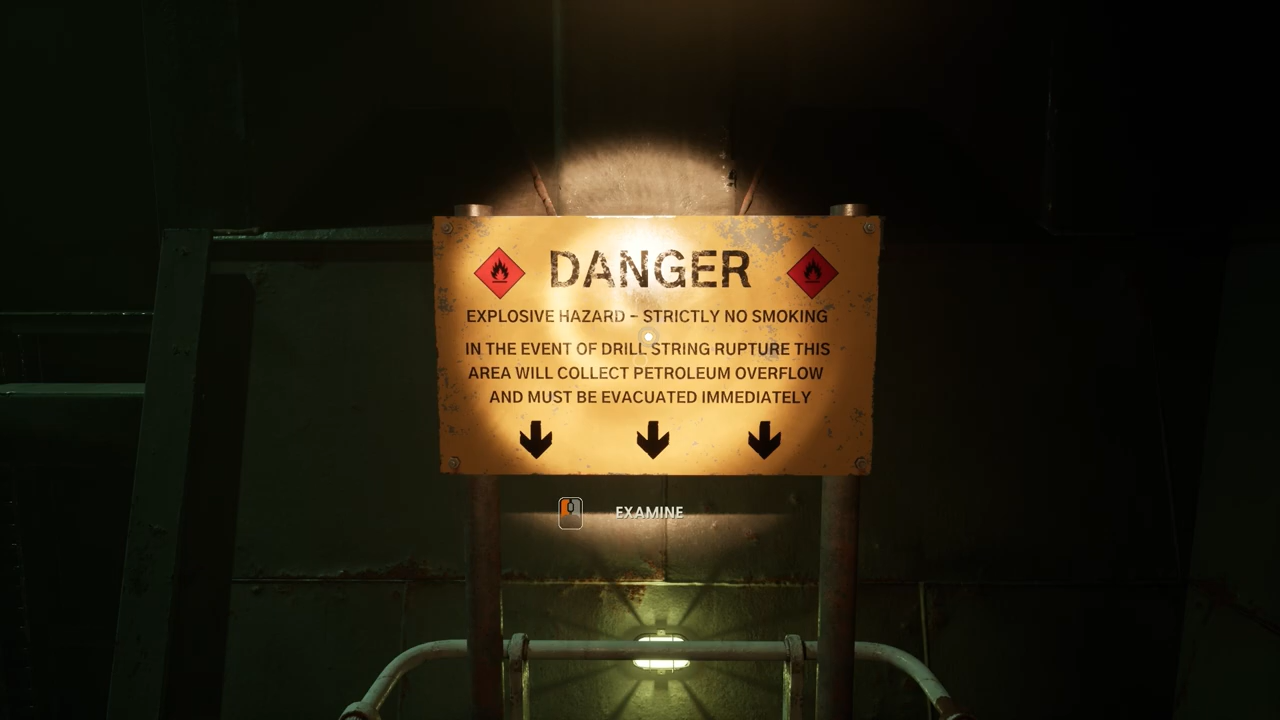 DANGER
EXPLOSIVE HAZARD - STRICTLY NO SMOKING
IN THE EVENT OF DRILL STRING RUPTURE THIS
AREA WILL COLLECT PETROLEUM OVERFLOW
AND MUST BE EVACUATED IMMEDIATELY
EXAMINE